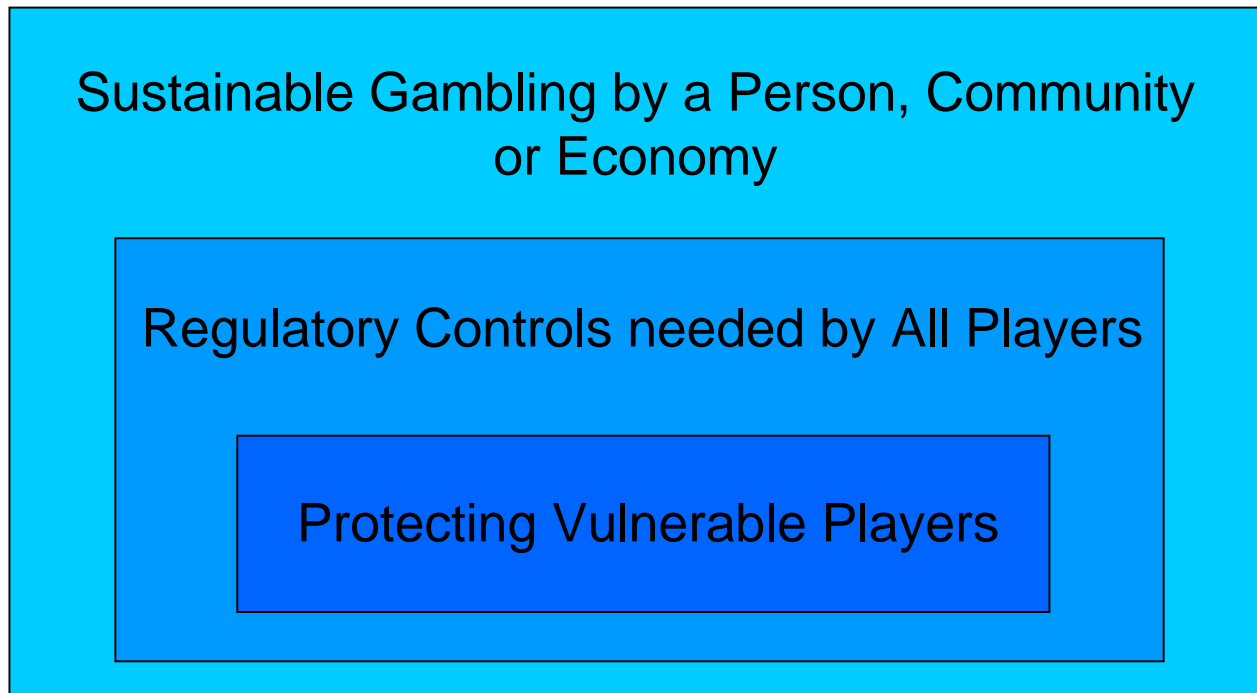 Sustainable Gambling by a Person, Community
or Economy
Regulatory Controls needed by All Players
Protecting Vulnerable Players